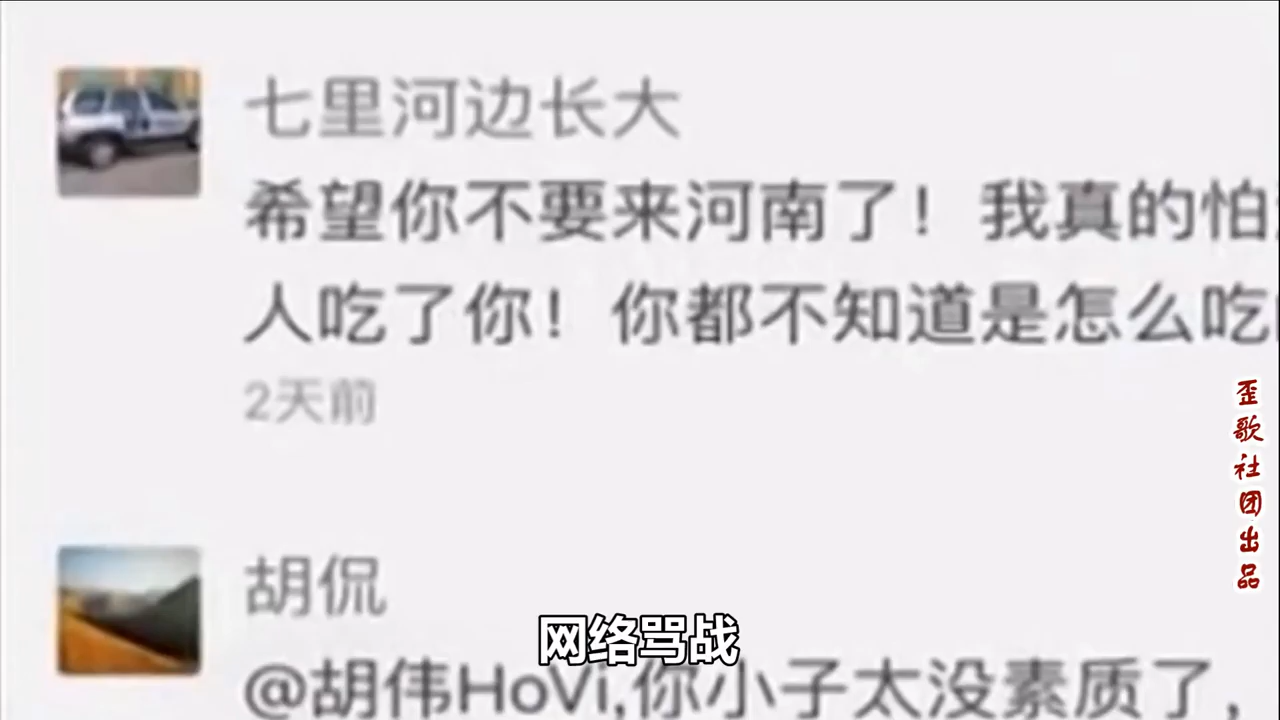 七里河边长大
希望你不要来河南了！我真的怕
人吃了你！你都不知道是怎么吃
2天前
歪歌社团出品
胡侃
网络骂战
@胡伟HoVi,你小子太没素质了,